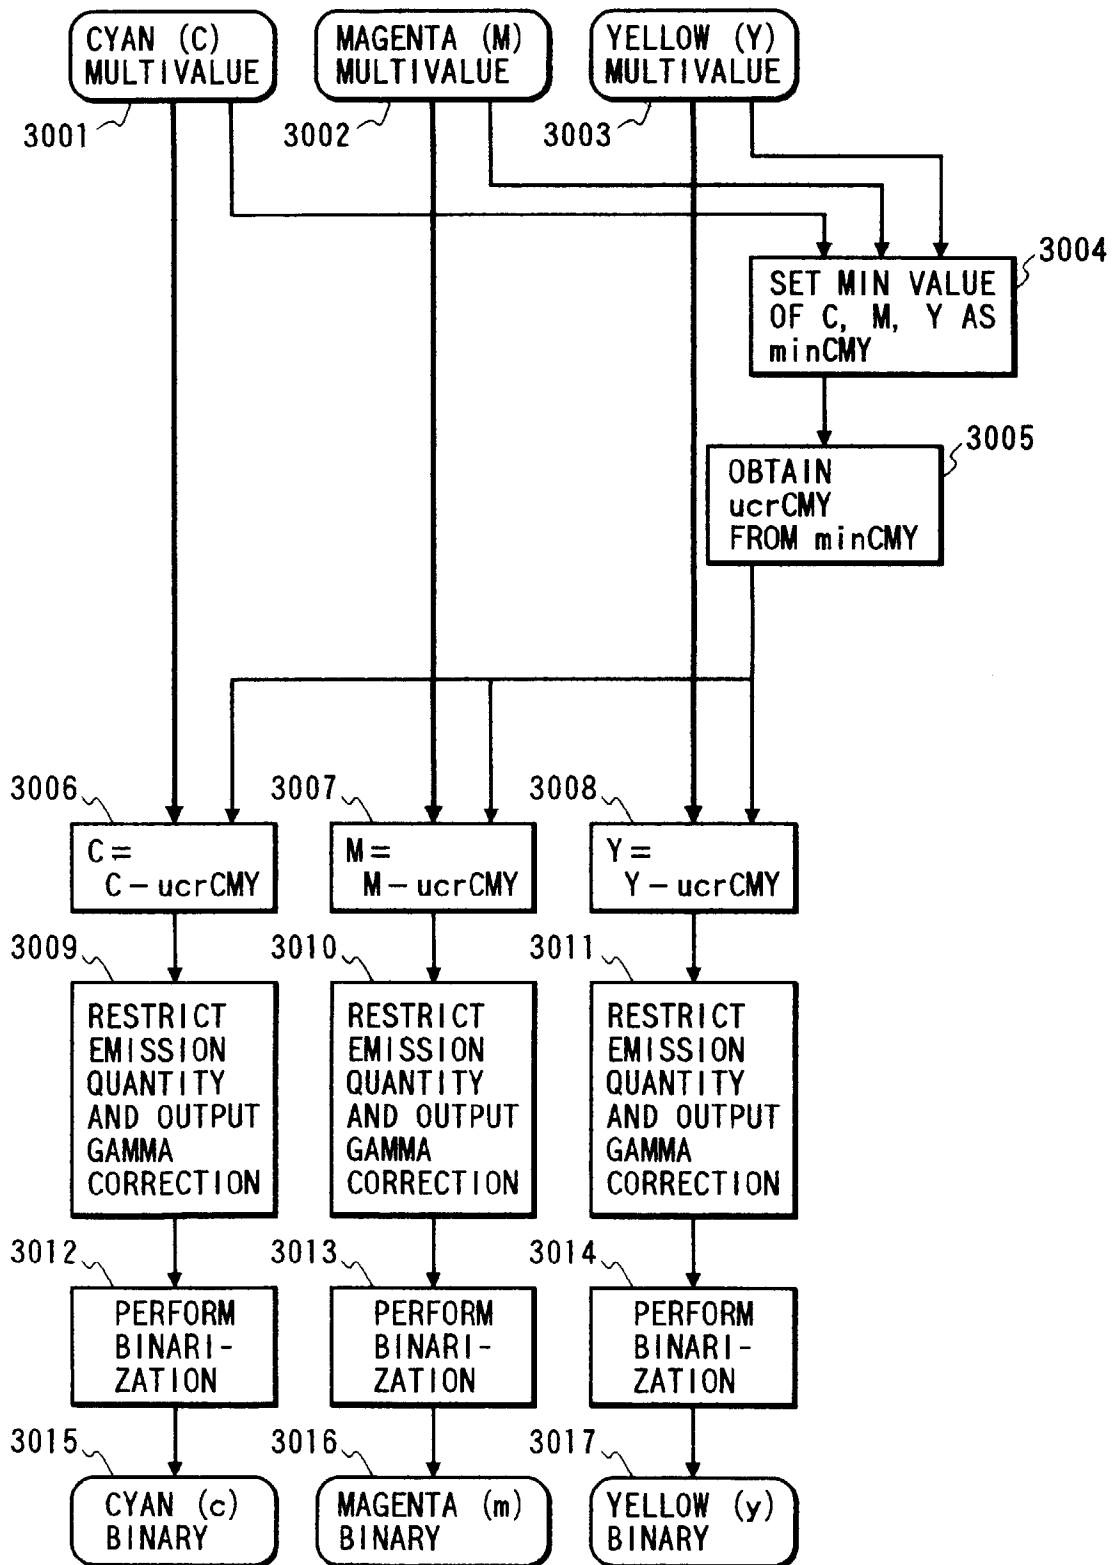 CYAN (C)
MULTIVALUE
MAGENTA (M)
MULTIVALUE
YELLOW (Y)
MULTIVALUE
3001
3002
3003
3004
SET MIN VALUE
OF C, M, Y AS
minCMY
3005
OBTAIN
ucrCMY
FROM minCMY
3006
3007
3008
C=
C-ucrCMY
M=
M-ucrCMY
Y=
Y-ucrCMY
3009
3010
3011
RESTRICT
EMISSION
QUANTITY
AND OUTPUT
GAMMA
CORRECTION
RESTRICT
EMISSION
QUANTITY
AND OUTPUT
GAMMA
CORRECTION
RESTRICT
EMISSION
QUANTITY
AND OUTPUT
GAMMA
CORRECTION
3012
3013
3014
PERFORM
BINARI-
ZATION
PERFORM
BINARI-
ZATION
PERFORM
BINARI-
ZATION
3015
3016
3017
CYAN (c)
BINARY
MAGENTA (m)
BINARY
YELLOW (y)
BINARY